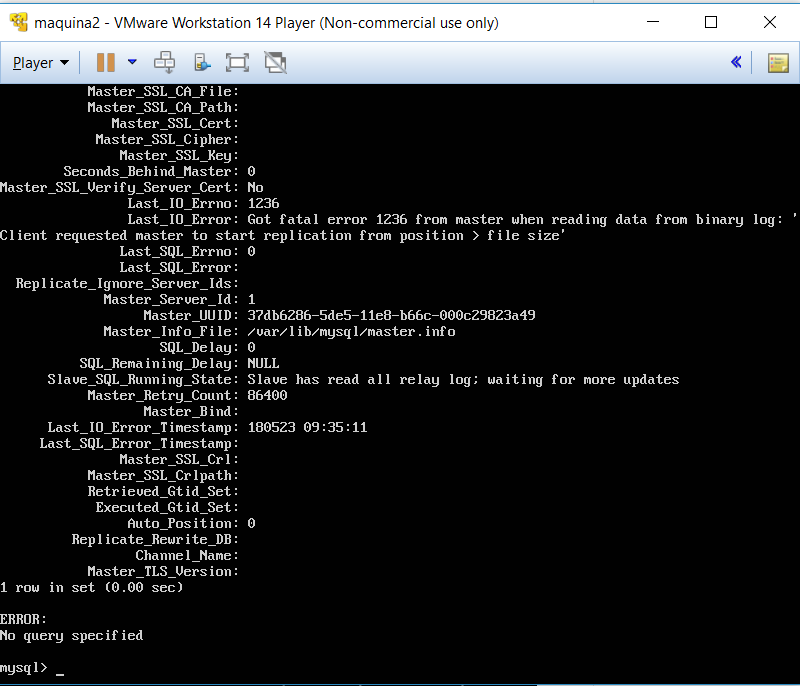 maquina2 - VMware Workstation 14 Player (Non-commercial use only)
Player
Master_SSL_CA_File:
Master_SSL_CA_Path:
Master_SSL_Cert:
Master_SSL_Cipher:
Master_SSL_Key:
Seconds_Behind_Master: 0
Master_SSL_Verify_Server_Cert: No
Last_IO_Errno: 1236
Last_IO_Error: Got fatal error 1236 from master when reading data from binary log: '
Client requested master to start replication from position > file size'
Last_SQL_Errno: 0
Last_SQL_Error:
Replicate_Ignore_Server_Ids:
Master_Server_Id: 1
Master_UUID: 37db6286-5de5-11e8-b66c-000c29823a49
Master_Info_File: /var/lib/mysql/master.info
SQL_Delay: 0
SQL_Remaining_Delay: NULL
Slave_SQL_Running_State: Slave has read all relay log; waiting for more updates
Master_Retry_Count: 86400
Master_Bind:
Last_IO_Error_Timestamp: 180523 09:35:11
Last_SQL_Error_Timestamp:
Master_SSL_Crl:
Master_SSL_Crlpath:
Retrieved_Gtid_Set:
Executed_Gtid_Set:
Auto_Position: 0
Replicate_Rewrite_DB:
Channel_Name:
Master_TLS_Version:
1 row in set (0.00 sec)
ERROR:
No query specified
mysql> _